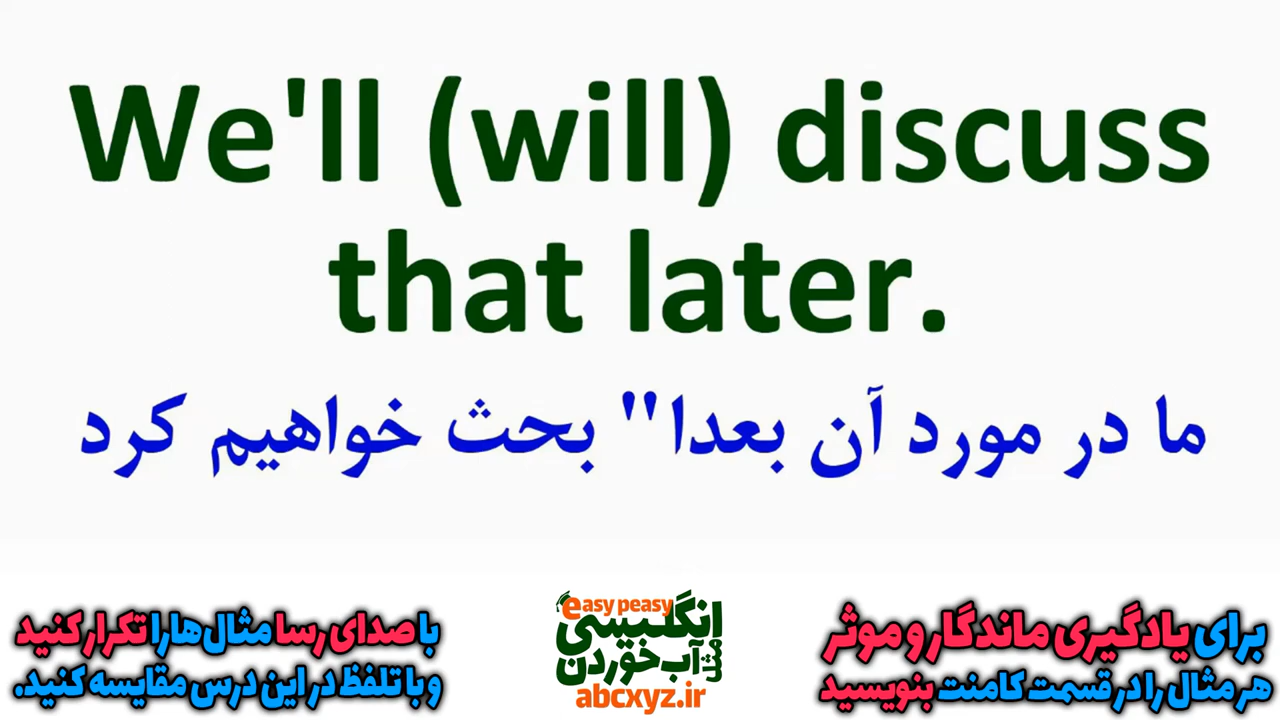 We'll (will) discuss
that later.
ما در مورد آن بعدا" بحث خواهیم کرد
برای یادگیری ماندگار و موثر
هر مثال را در قسمت کامنت بنویسید
easy peasy
انگلیسی
مثل
آب خوردن
abcxyz.ir
با صدای رسا مثال‌ها را تکرار کنید
و با تلفظ در این درس مقایسه کنید.